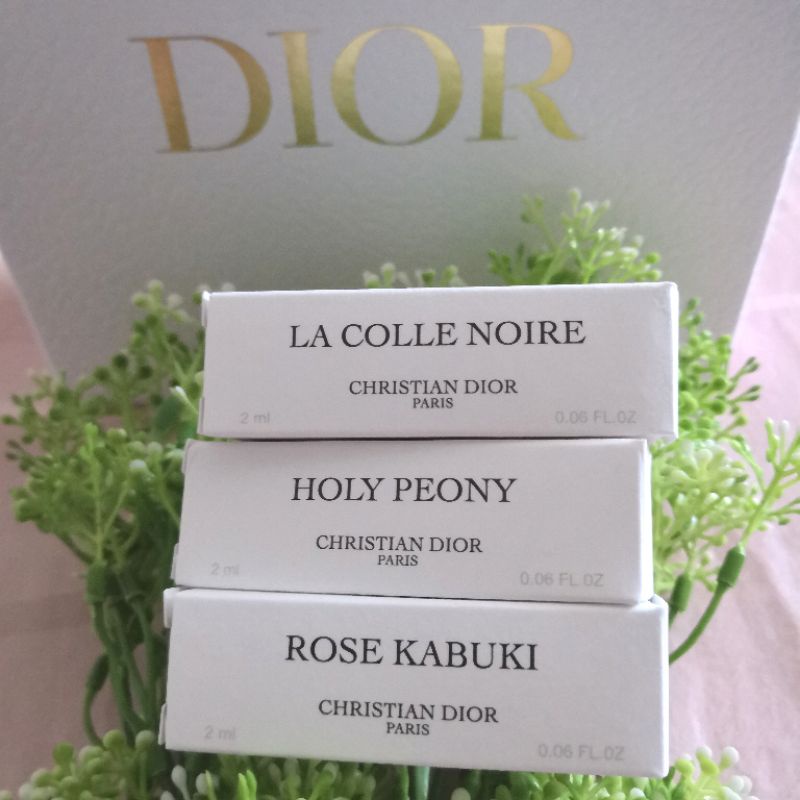 DIOR
LA COLLE NOIRE
CHRISTIAN DIOR
PARIS
2 ml 0.06 FL.OZ
HOLY PEONY
CHRISTIAN DIOR
PARIS
2 ml 0.06 FL.OZ
ROSE KABUKI
CHRISTIAN DIOR
PARIS
2 ml 0.06 FL.OZ